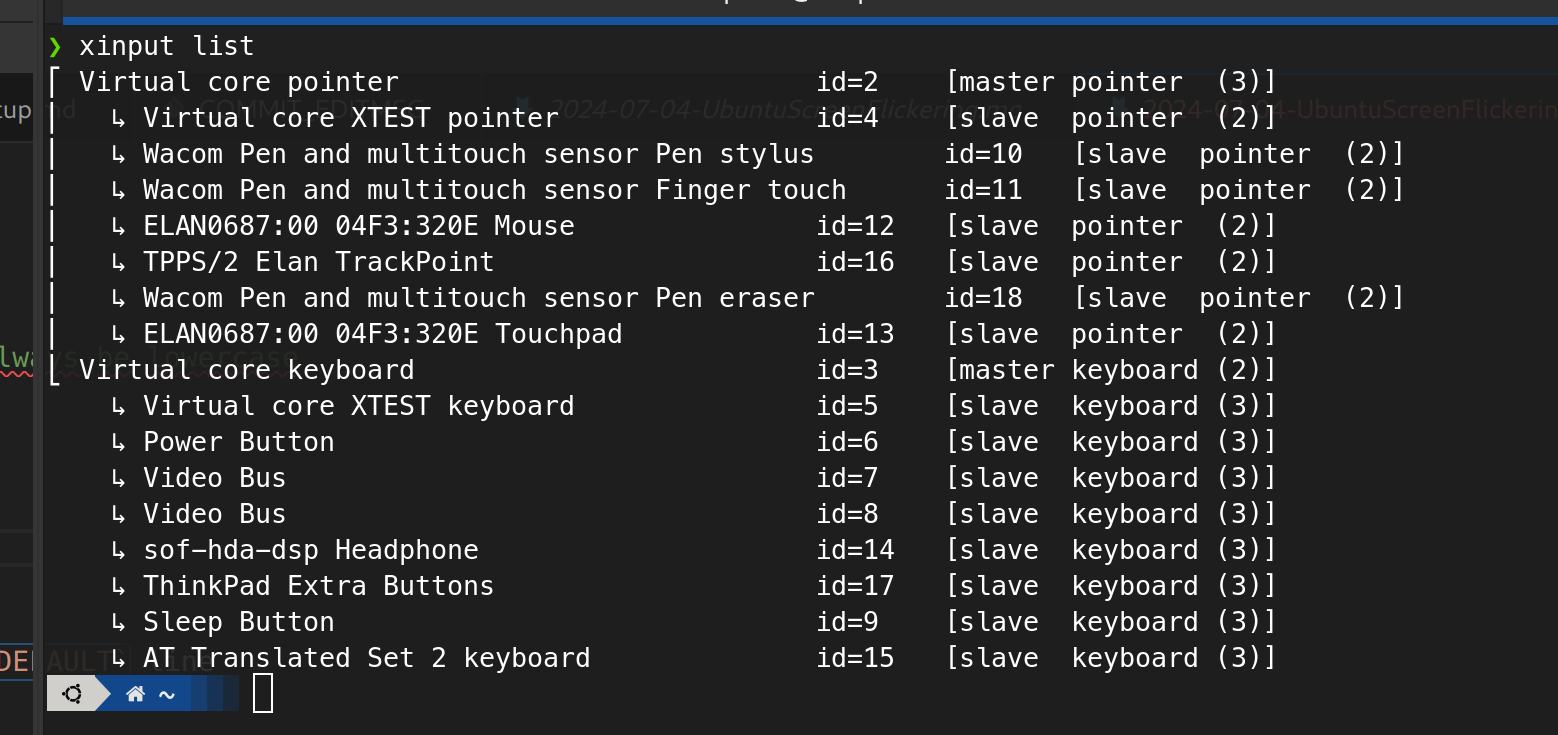 ❯ xinput list
⎡ Virtual core pointer                          id=2    [master pointer  (3)]
⎜   ↳ Virtual core XTEST pointer                id=4    [slave  pointer  (2)]
⎜   ↳ Wacom Pen and multitouch sensor Pen stylus        id=10   [slave  pointer  (2)]
⎜   ↳ Wacom Pen and multitouch sensor Finger touch      id=11   [slave  pointer  (2)]
⎜   ↳ ELAN0687:00 04F3:320E Mouse               id=12   [slave  pointer  (2)]
⎜   ↳ TPPS/2 Elan TrackPoint                    id=16   [slave  pointer  (2)]
⎜   ↳ Wacom Pen and multitouch sensor Pen eraser        id=18   [slave  pointer  (2)]
⎜   ↳ ELAN0687:00 04F3:320E Touchpad            id=13   [slave  pointer  (2)]
⎣ Virtual core keyboard                         id=3    [master keyboard (2)]
    ↳ Virtual core XTEST keyboard               id=5    [slave  keyboard (3)]
    ↳ Power Button                              id=6    [slave  keyboard (3)]
    ↳ Video Bus                                 id=7    [slave  keyboard (3)]
    ↳ Video Bus                                 id=8    [slave  keyboard (3)]
    ↳ sof-hda-dsp Headphone                     id=14   [slave  keyboard (3)]
    ↳ ThinkPad Extra Buttons                    id=17   [slave  keyboard (3)]
    ↳ Sleep Button                              id=9    [slave  keyboard (3)]
    ↳ AT Translated Set 2 keyboard              id=15   [slave  keyboard (3)]
~